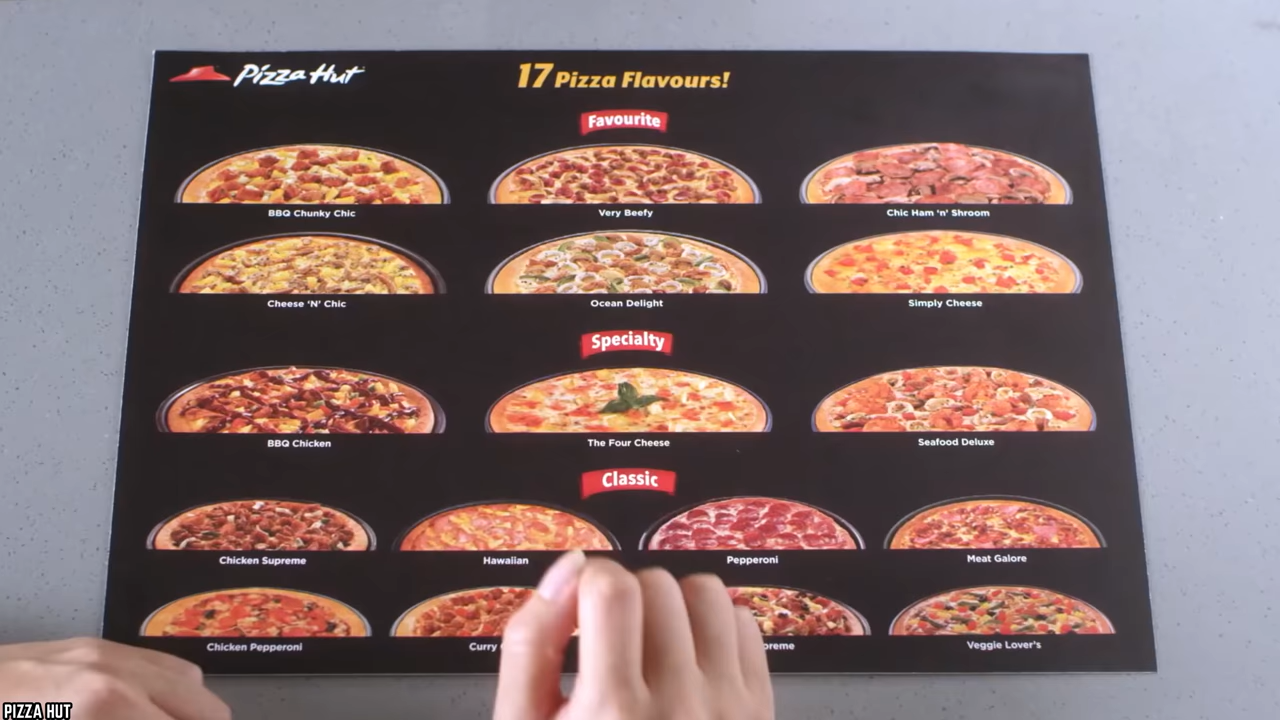 Pizza Hut
17 Pizza Flavours!
Favourite
BBQ Chunky Chic
Very Beefy
Chic Ham 'n' Shroom
Cheese 'N' Chic
Ocean Delight
Simply Cheese
Specialty
BBQ Chicken
The Four Cheese
Seafood Deluxe
Classic
Chicken Supreme
Hawaiian
Pepperoni
Meat Galore
Chicken Pepperoni
Curry
Veggie Lover's
PIZZA HUT